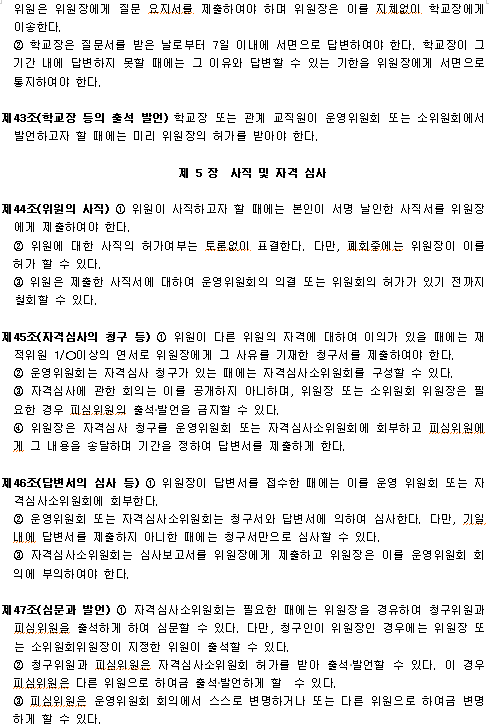 위원은 위원장에게 질문 요지서를 제출하여야 하며 위원장은 이를 지체없이 학교장에게
이송한다.
② 학교장은 질문서를 받은 날로부터 7일 이내에 서면으로 답변하여야 한다. 학교장이 그
기간 내에 답변하지 못할 때에는 그 이유와 답변할 수 있는 기한을 위원장에게 서면으로
통지하여야 한다.
제43조(학교장 등의 출석 발언) 학교장 또는 관계 교직원이 운영위원회 또는 소위원회에서
발언하고자 할 때에는 미리 위원장의 허가를 받아야 한다.
제 5 장 사직 및 자격 심사
제44조(위원의 사직) ① 위원이 사직하고자 할 때에는 본인이 서명 날인한 사직서를 위원장
에게 제출하여야 한다.
② 위원에 대한 사직의 허가여부는 토론없이 표결한다. 다만, 폐회중에는 위원장이 이를
허가 할 수 있다.
③ 위원은 제출한 사직서에 대하여 운영위원회의 의결 또는 위원회의 허가가 있기 전까지
철회할 수 있다.
제45조(자격심사의 청구 등) ① 위원이 다른 위원의 자격에 대하여 이의가 있을 때에는 재
적위원 1/○이상의 연서로 위원장에게 그 사유를 기재한 청구서를 제출하여야 한다.
② 운영위원회는 자격심사 청구가 있는 때에는 자격심사소위원회를 구성할 수 있다.
③ 자격심사에 관한 회의는 이를 공개하지 아니하며, 위원장 또는 소위원회 위원장은 필
요한 경우 피심위원의 출석·발언을 금지할 수 있다.
④ 위원장은 자격심사 청구를 운영위원회 또는 자격심사소위원회에 회부하고 피심위원에
게 그 내용을 송달하며 기간을 정하여 답변서를 제출하게 한다.
제46조(답변서의 심사 등) ① 위원장이 답변서를 접수한 때에는 이를 운영 위원회 또는 자
격심사소위원회에 회부한다.
② 운영위원회 또는 자격심사소위원회는 청구서와 답변서에 의하여 심사한다. 다만, 기일
내에 답변서를 제출하지 아니한 때에는 청구서만으로 심사할 수 있다.
③ 자격심사소위원회는 심사보고서를 위원장에게 제출하고 위원장은 이를 운영위원회 회
의에 부의하여야 한다.
제47조(심문과 발언) ① 자격심사소위원회는 필요한 때에는 위원장을 경유하여 청구위원과
피심위원을 출석하게 하여 심문할 수 있다. 다만, 청구인이 위원장인 경우에는 위원장 또
는 소위원회위원장이 지정한 위원이 출석할 수 있다.
② 청구위원과 피심위원은 자격심사소위원회 허가를 받아 출석·발언할 수 있다. 이 경우
피심위원은 다른 위원으로 하여금 출석·발언하게 할 수 있다.
③ 피심위원은 운영위원회 회의에서 스스로 변명하거나 또는 다른 위원으로 하여금 변명
하게 할 수 있다.